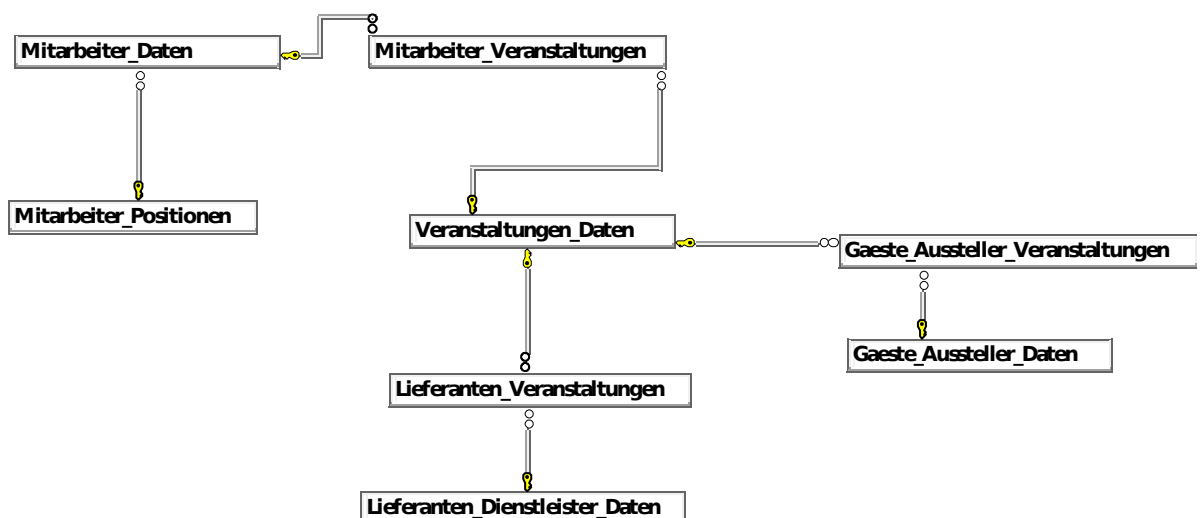 Mitarbeiter_Daten
Mitarbeiter_Veranstaltungen
Mitarbeiter_Positionen
Veranstaltungen_Daten
Gaeste_Aussteller_Veranstaltungen
Gaeste_Aussteller_Daten
Lieferanten_Veranstaltungen
Lieferanten_Dienstleister_Daten